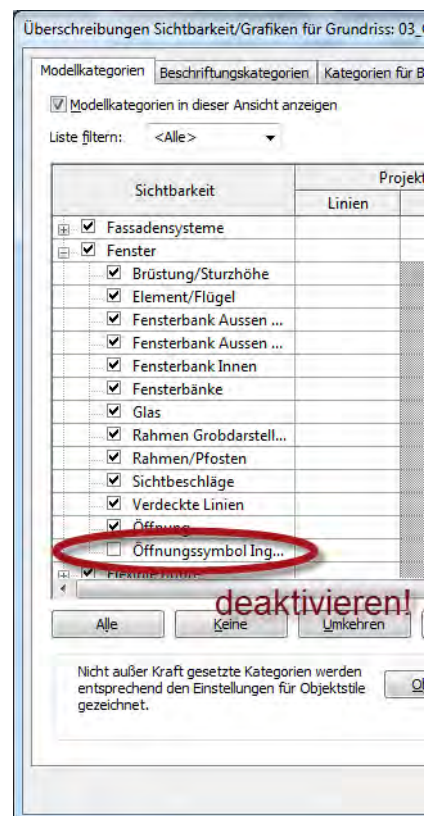 Überschreibungen Sichtbarkeit/Grafiken für Grundriss: 03_
Modellkategorien Beschriftungskategorien Kategorien für B
Modellkategorien in dieser Ansicht anzeigen
Liste filtern: <Alle>
Sichtbarkeit Projekt
Linien
Fassadensysteme
Fenster
Brüstung/Sturzhöhe
Element/Flügel
Fensterbank Aussen ...
Fensterbank Aussen ...
Fensterbank Innen
Fensterbänke
Glas
Rahmen Grobdarstell...
Rahmen/Pfosten
Sichtbeschläge
Verdeckte Linien
Öffnung
Öffnungssymbol Ing...
deaktivieren!
Alle Keine Umkehren
Nicht außer Kraft gesetzte Kategorien werden
entsprechend den Einstellungen für Objektstile
gezeichnet.